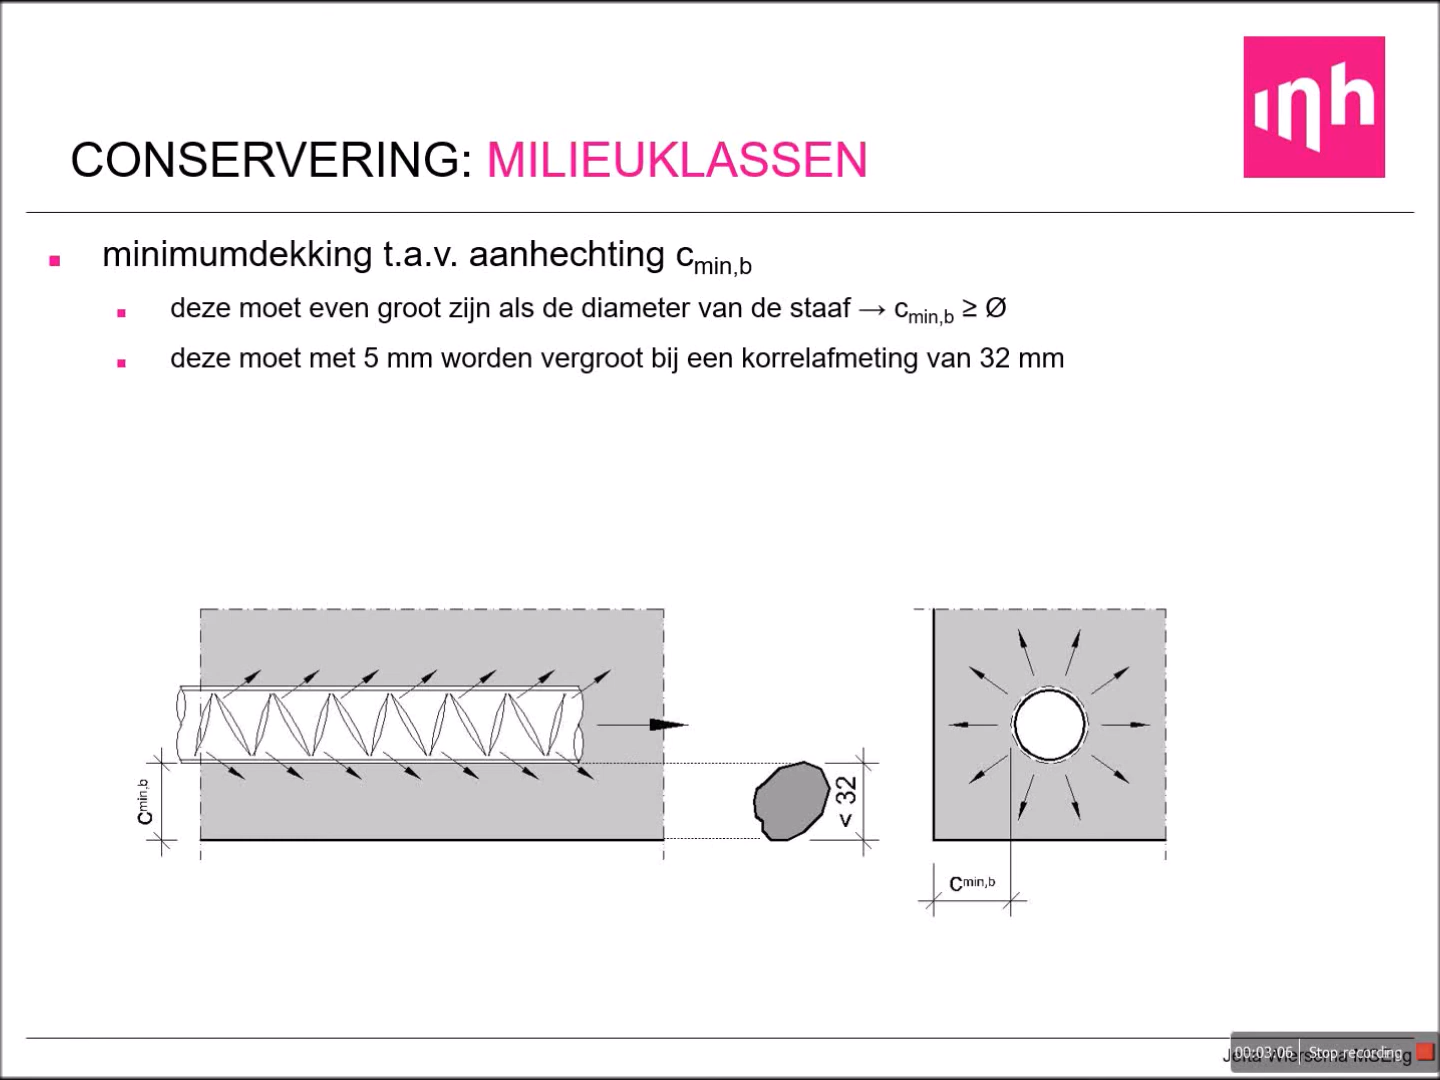 inh
CONSERVERING: MILIEUKLASSEN
minimumdekking t.a.v. aanhechting cmin,b
deze moet even groot zijn als de diameter van de staaf → cmin,b ≥ Ø
deze moet met 5 mm worden vergroot bij een korrelafmeting van 32 mm
cmin,b
< 32
cmin,b
00:03:06 Stop recording